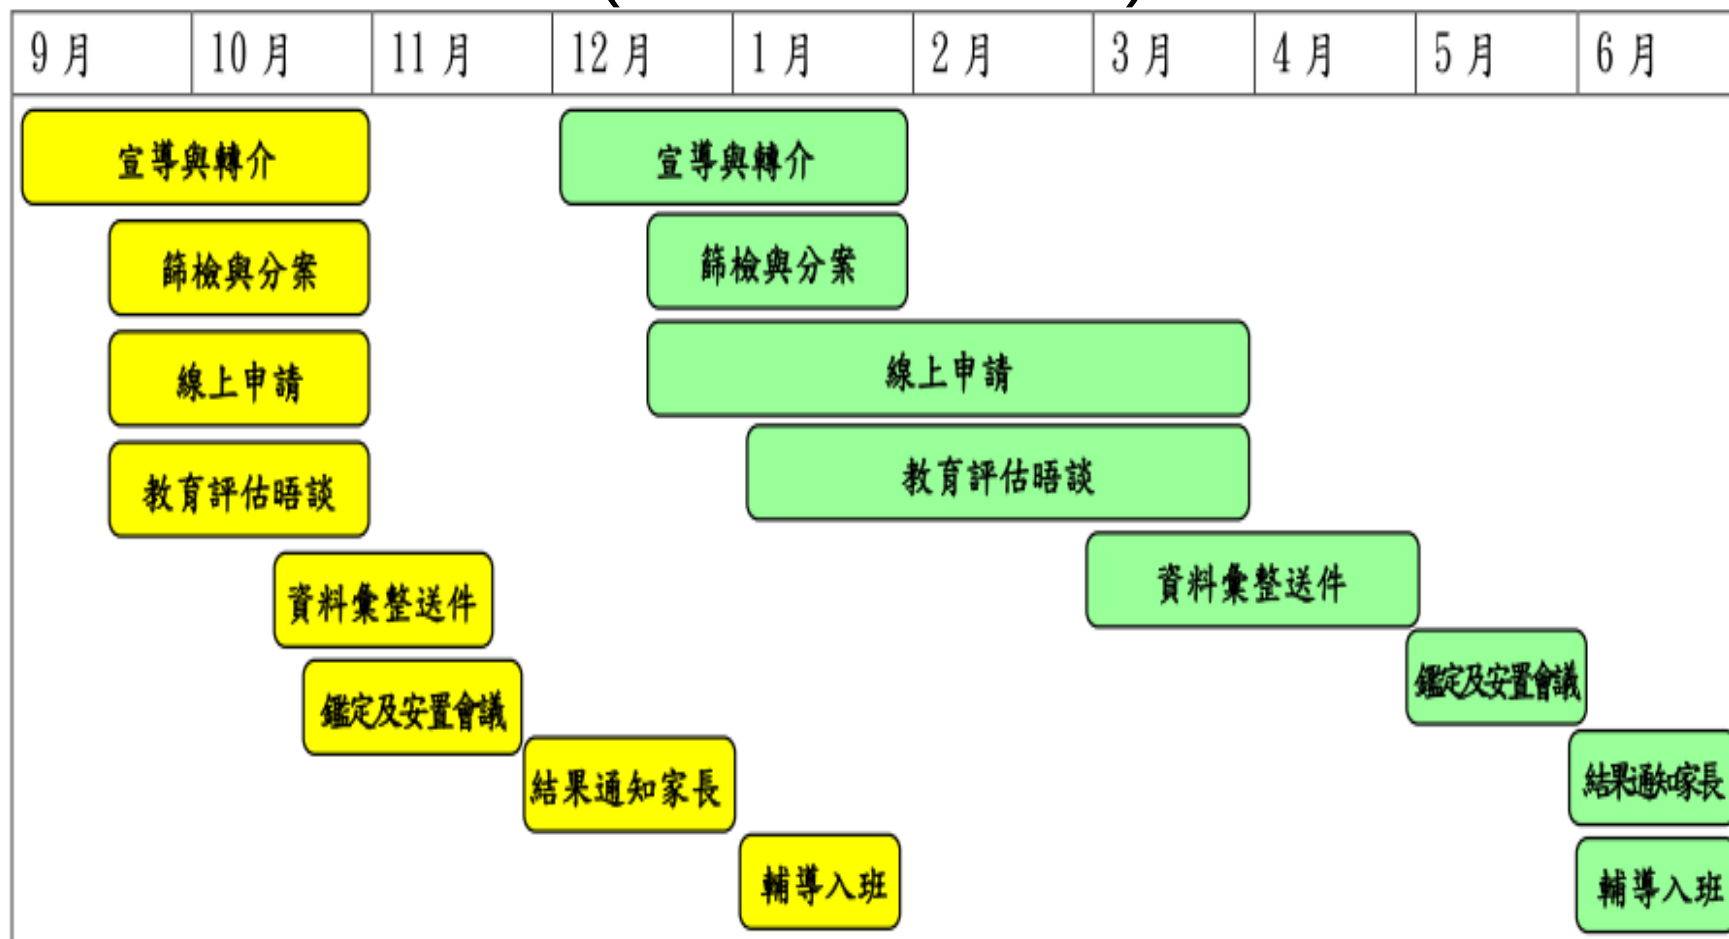 9月 10月 11月 12月 1月 2月 3月 4月 5月 6月
宣導與轉介 宣導與轉介
篩檢與分案 篩檢與分案
線上申請 線上申請
教育評估晤談 教育評估晤談
資料彙整送件 資料彙整送件
鑑定及安置會議 鑑定及安置會議
結果通知家長 結果通知家長
輔導入班 輔導入班